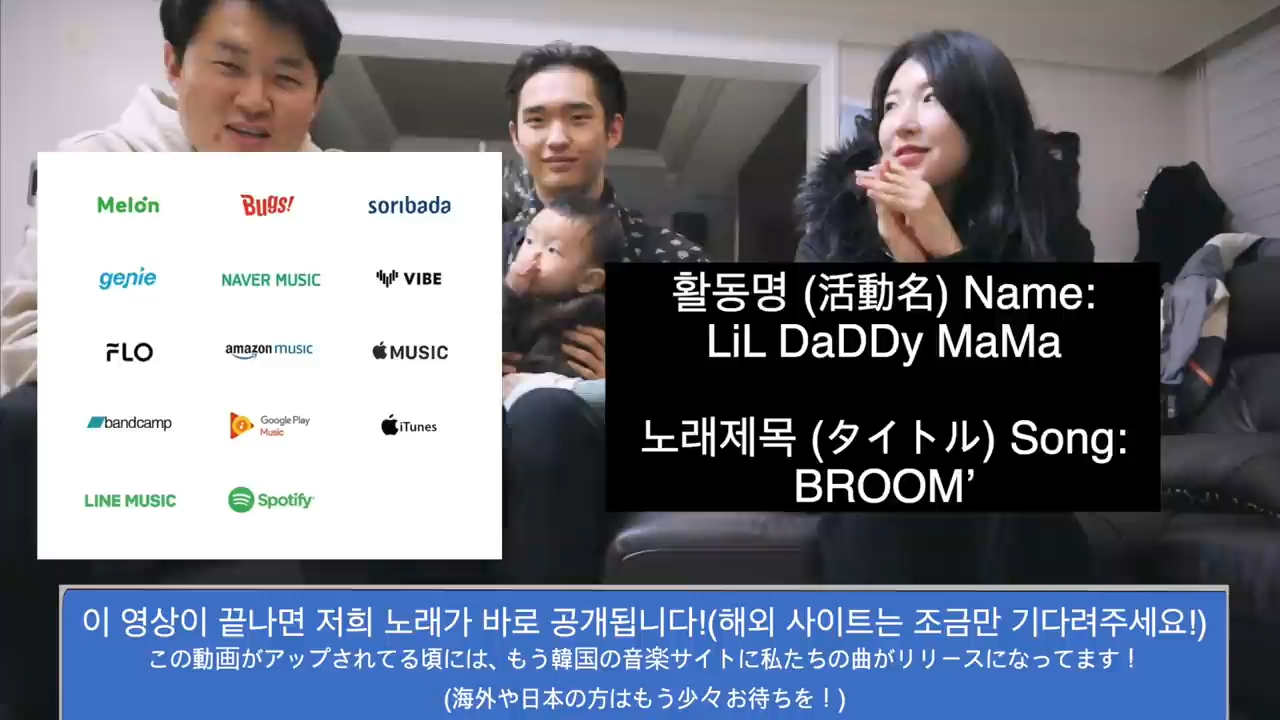 Melon
Bugs!
sorıbada
genie
NAVER MUSIC
VIBE
FLO
amazon music
MUSIC
bandcamp
Google Play
Music
iTunes
LINE MUSIC
Spotify
활동명 (活動名) Name:
LiL DaDDy MaMa
노래제목 (タイトル) Song:
BROOM’
이 영상이 끝나면 저희 노래가 바로 공개됩니다!(해외 사이트는 조금만 기다려주세요!)
この動画がアップされてる頃には、もう韓国の音楽サイトに私たちの曲がリリースになってます！
(海外や日本の方はもう少々お待ちを！)